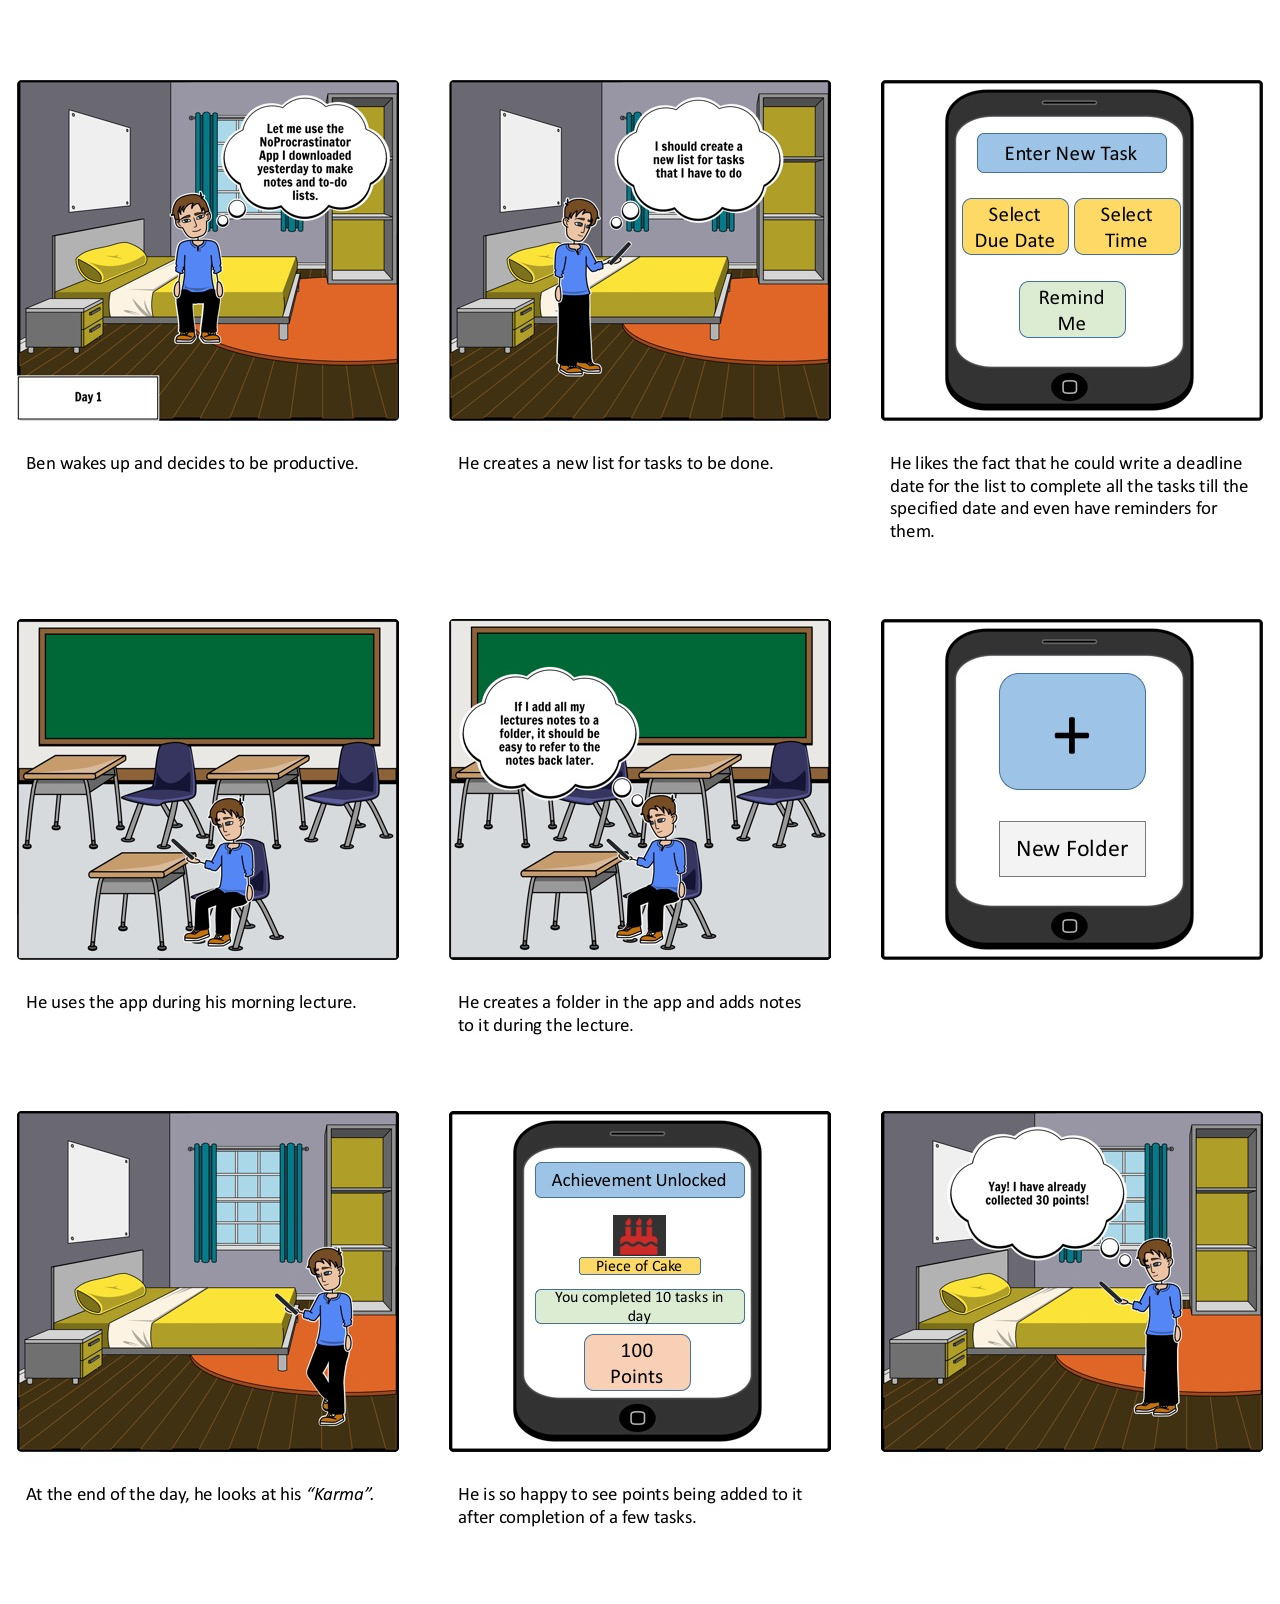 Let me use the
NoProcrastinator
App I downloaded
yesterday to make
notes and to-do
lists.
Day 1
I should create a
new list for tasks
that I have to do
Enter New Task
Select
Due Date
Select
Time
Remind
Me
Ben wakes up and decides to be productive.
He creates a new list for tasks to be done.
He likes the fact that he could write a deadline
date for the list to complete all the tasks till the
specified date and even have reminders for
them.
If I add all my
lectures notes to a
folder, it should be
easy to refer to the
notes back later.
+
New Folder
He uses the app during his morning lecture.
He creates a folder in the app and adds notes
to it during the lecture.
Achievement Unlocked
Piece of Cake
You completed 10 tasks in
day
100
Points
Yay! I have already
collected 30 points!
At the end of the day, he looks at his “Karma”.
He is so happy to see points being added to it
after completion of a few tasks.